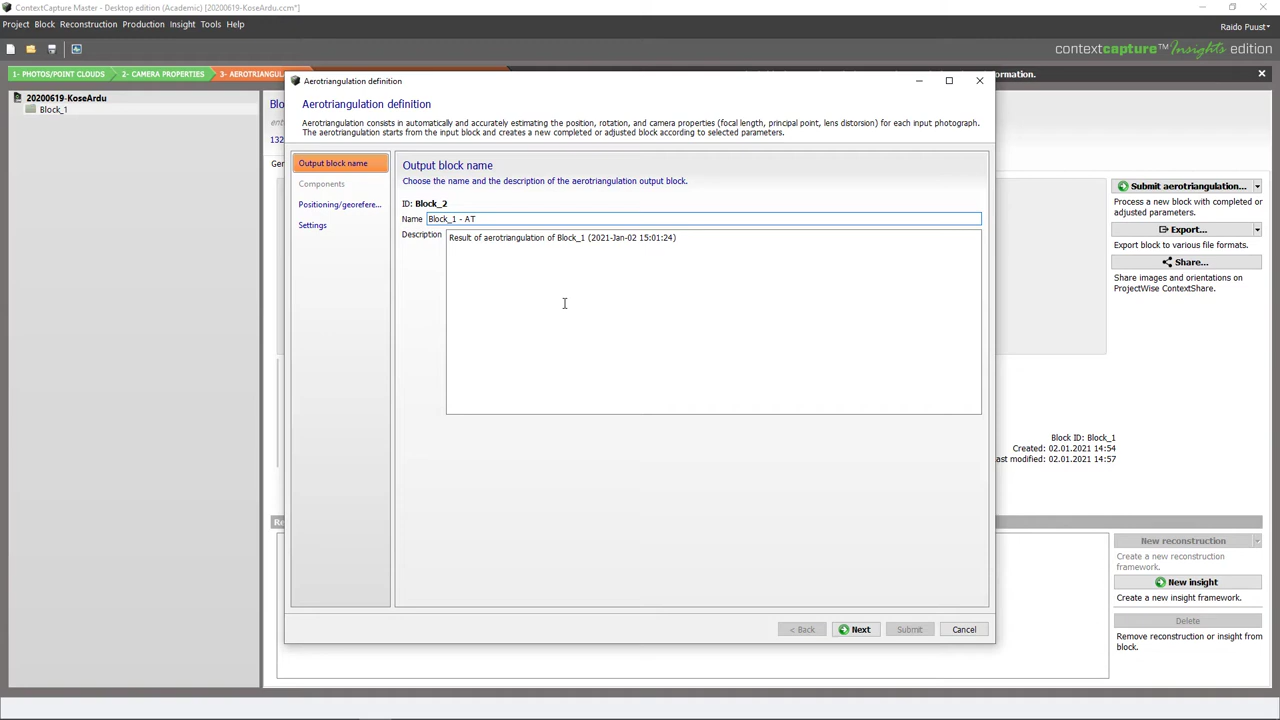 ContextCapture Master - Desktop edition (Academic) [20200619-KoseArdu.ccm*]
Project Block Reconstruction Production Insight Tools Help
Raido Puust
contextcapture™ Insights edition
1- PHOTOS/POINT CLOUDS 2- CAMERA PROPERTIES 3- AEROTRIANGUL
ormation.
20200619-KoseArdu
Block_1
Aerotriangulation definition
Aerotriangulation definition
Aerotriangulation consists in automatically and accurately estimating the position, rotation, and camera properties (focal length, principal point, lens distorsion) for each input photograph.
The aerotriangulation starts from the input block and creates a new completed or adjusted block according to selected parameters.
Blo
132
Ger
Output block name
Components
Positioning/georefere...
Settings
Output block name
Choose the name and the description of the aerotriangulation output block.
ID: Block_2
Name Block_1 - AT
Description Result of aerotriangulation of Block_1 (2021-Jan-02 15:01:24)
< Back Next Submit Cancel
Submit aerotriangulation...
Process a new block with completed or
adjusted parameters.
Export...
Export block to various file formats.
Share...
Share images and orientations on
ProjectWise ContextShare.
Block ID: Block_1
Created: 02.01.2021 14:54
ast modified: 02.01.2021 14:57
Re
New reconstruction
Create a new reconstruction
framework.
New insight
Create a new insight framework.
Delete
Remove reconstruction or insight from
block.